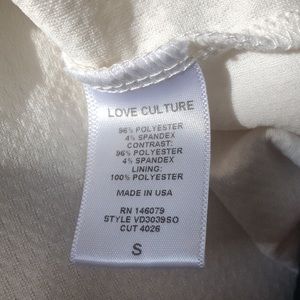 LOVE CULTURE
96% POLYESTER
4% SPANDEX
CONTRAST:
96% POLYESTER
4% SPANDEX
LINING:
100% POLYESTER
MADE IN USA
RN 146079
STYLE VD3039SO
CUT 4026
S